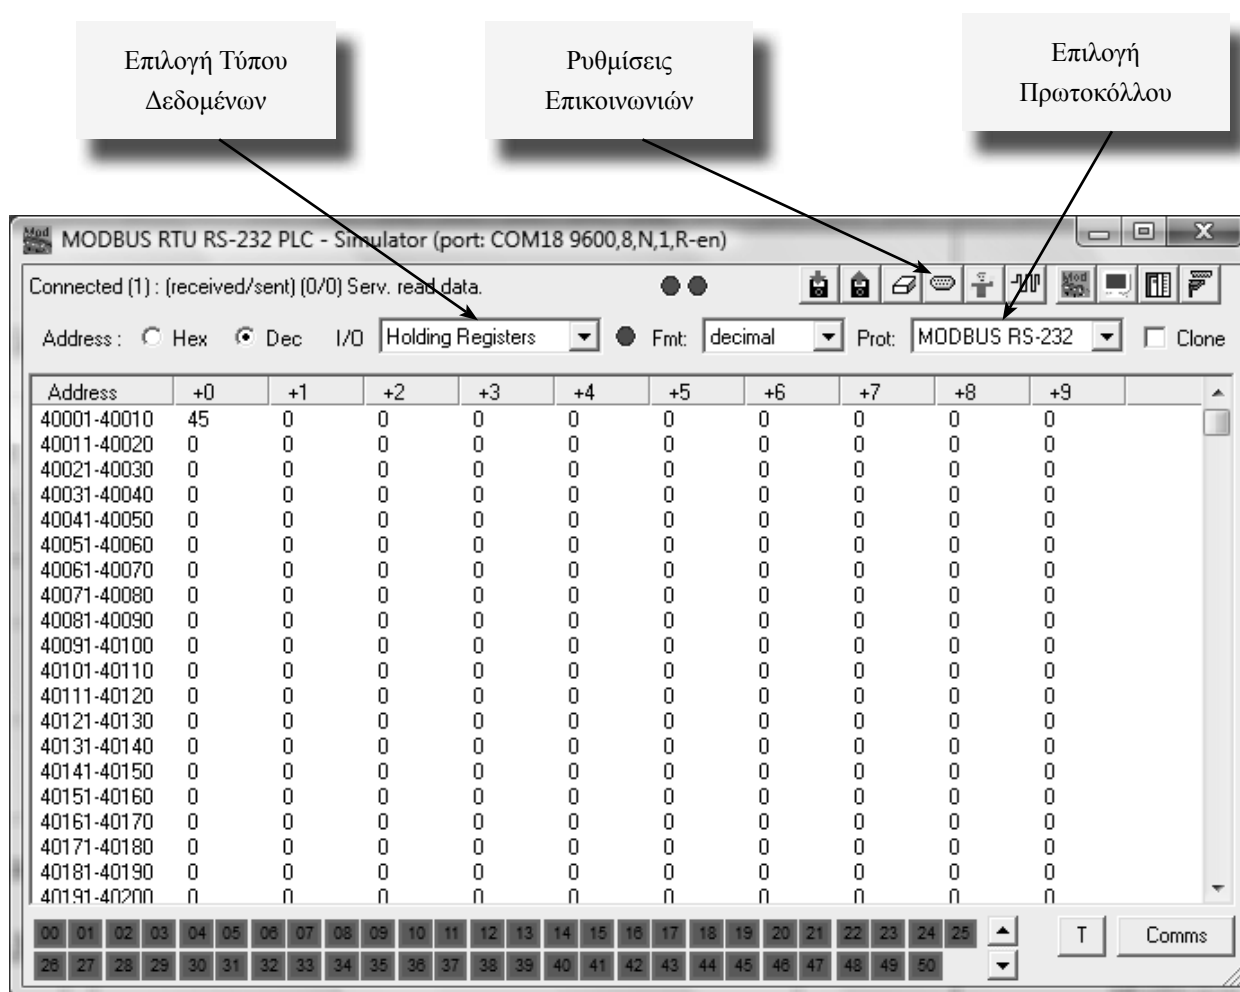 Επιλογή Τύπου
Δεδομένων
Ρυθμίσεις
Επικοινωνιών
Επιλογή
Πρωτοκόλλου
MODBUS RTU RS-232 PLC - Simulator (port: COM18 9600,8,N,1,R-en)
Connected (1) : (received/sent) (0/0) Serv. read data.
Address : Hex Dec I/O Holding Registers Fmt: decimal Prot: MODBUS RS-232 Clone
Address +0 +1 +2 +3 +4 +5 +6 +7 +8 +9
40001-40010 45 0 0 0 0 0 0 0 0 0
40011-40020 0 0 0 0 0 0 0 0 0 0
40021-40030 0 0 0 0 0 0 0 0 0 0
40031-40040 0 0 0 0 0 0 0 0 0 0
40041-40050 0 0 0 0 0 0 0 0 0 0
40051-40060 0 0 0 0 0 0 0 0 0 0
40061-40070 0 0 0 0 0 0 0 0 0 0
40071-40080 0 0 0 0 0 0 0 0 0 0
40081-40090 0 0 0 0 0 0 0 0 0 0
40091-40100 0 0 0 0 0 0 0 0 0 0
40101-40110 0 0 0 0 0 0 0 0 0 0
40111-40120 0 0 0 0 0 0 0 0 0 0
40121-40130 0 0 0 0 0 0 0 0 0 0
40131-40140 0 0 0 0 0 0 0 0 0 0
40141-40150 0 0 0 0 0 0 0 0 0 0
40151-40160 0 0 0 0 0 0 0 0 0 0
40161-40170 0 0 0 0 0 0 0 0 0 0
40171-40180 0 0 0 0 0 0 0 0 0 0
40181-40190 0 0 0 0 0 0 0 0 0 0
40191-40200 0 0 0 0 0 0 0 0 0 0
00 01 02 03 04 05 06 07 08 09 10 11 12 13 14 15 16 17 18 19 20 21 22 23 24 25 T Comms
26 27 28 29 30 31 32 33 34 35 36 37 38 39 40 41 42 43 44 45 46 47 48 49 50